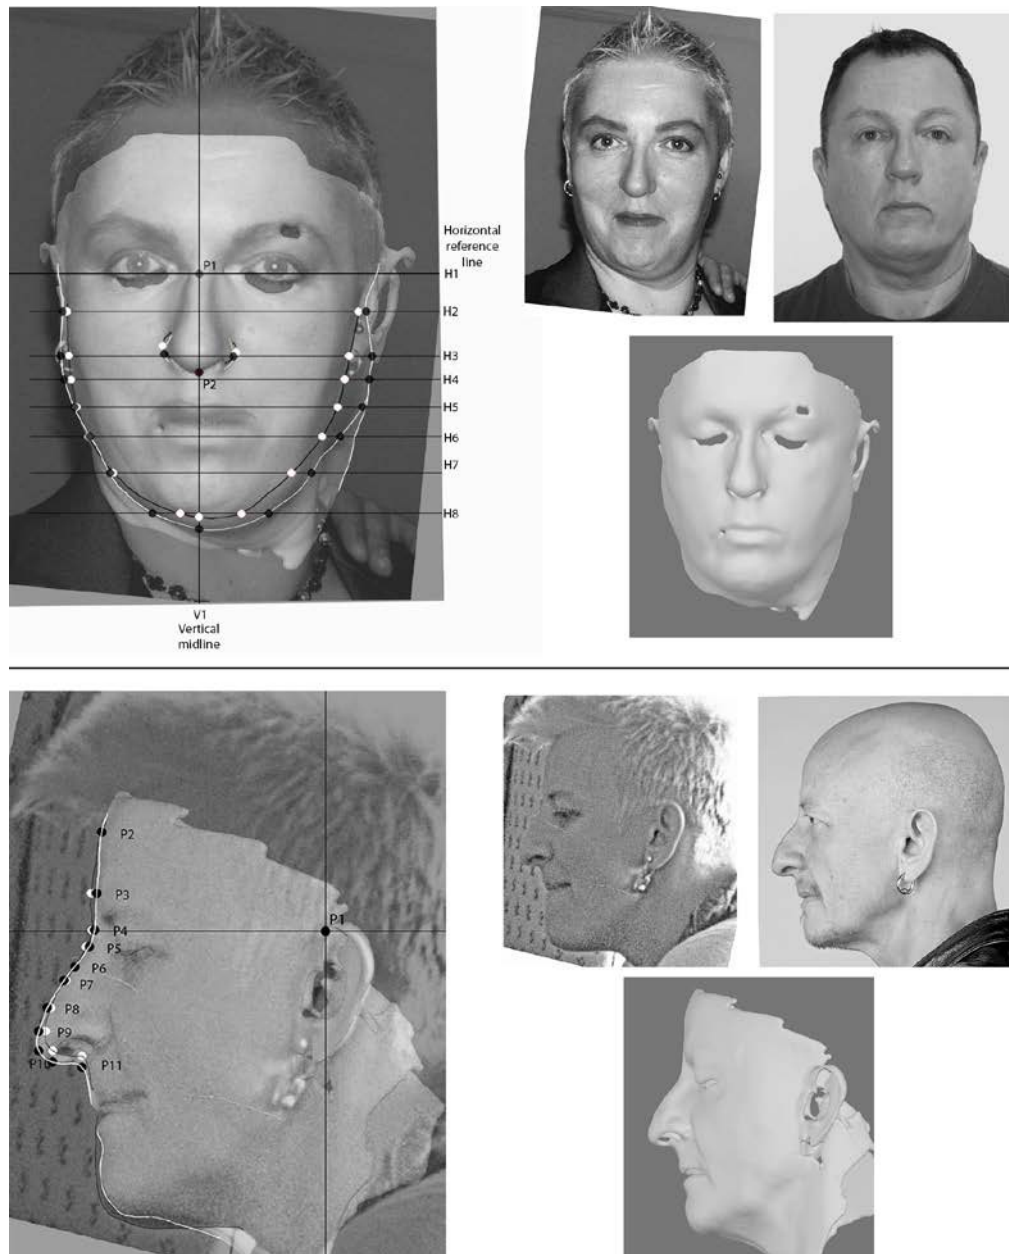 Horizontal
reference
line
P1
H1
H2
H3
P2
H4
H5
H6
H7
H8
V1
Vertical
midline
P2
P3
P1
P4
P5
P6
P7
P8
P9
P10
P11